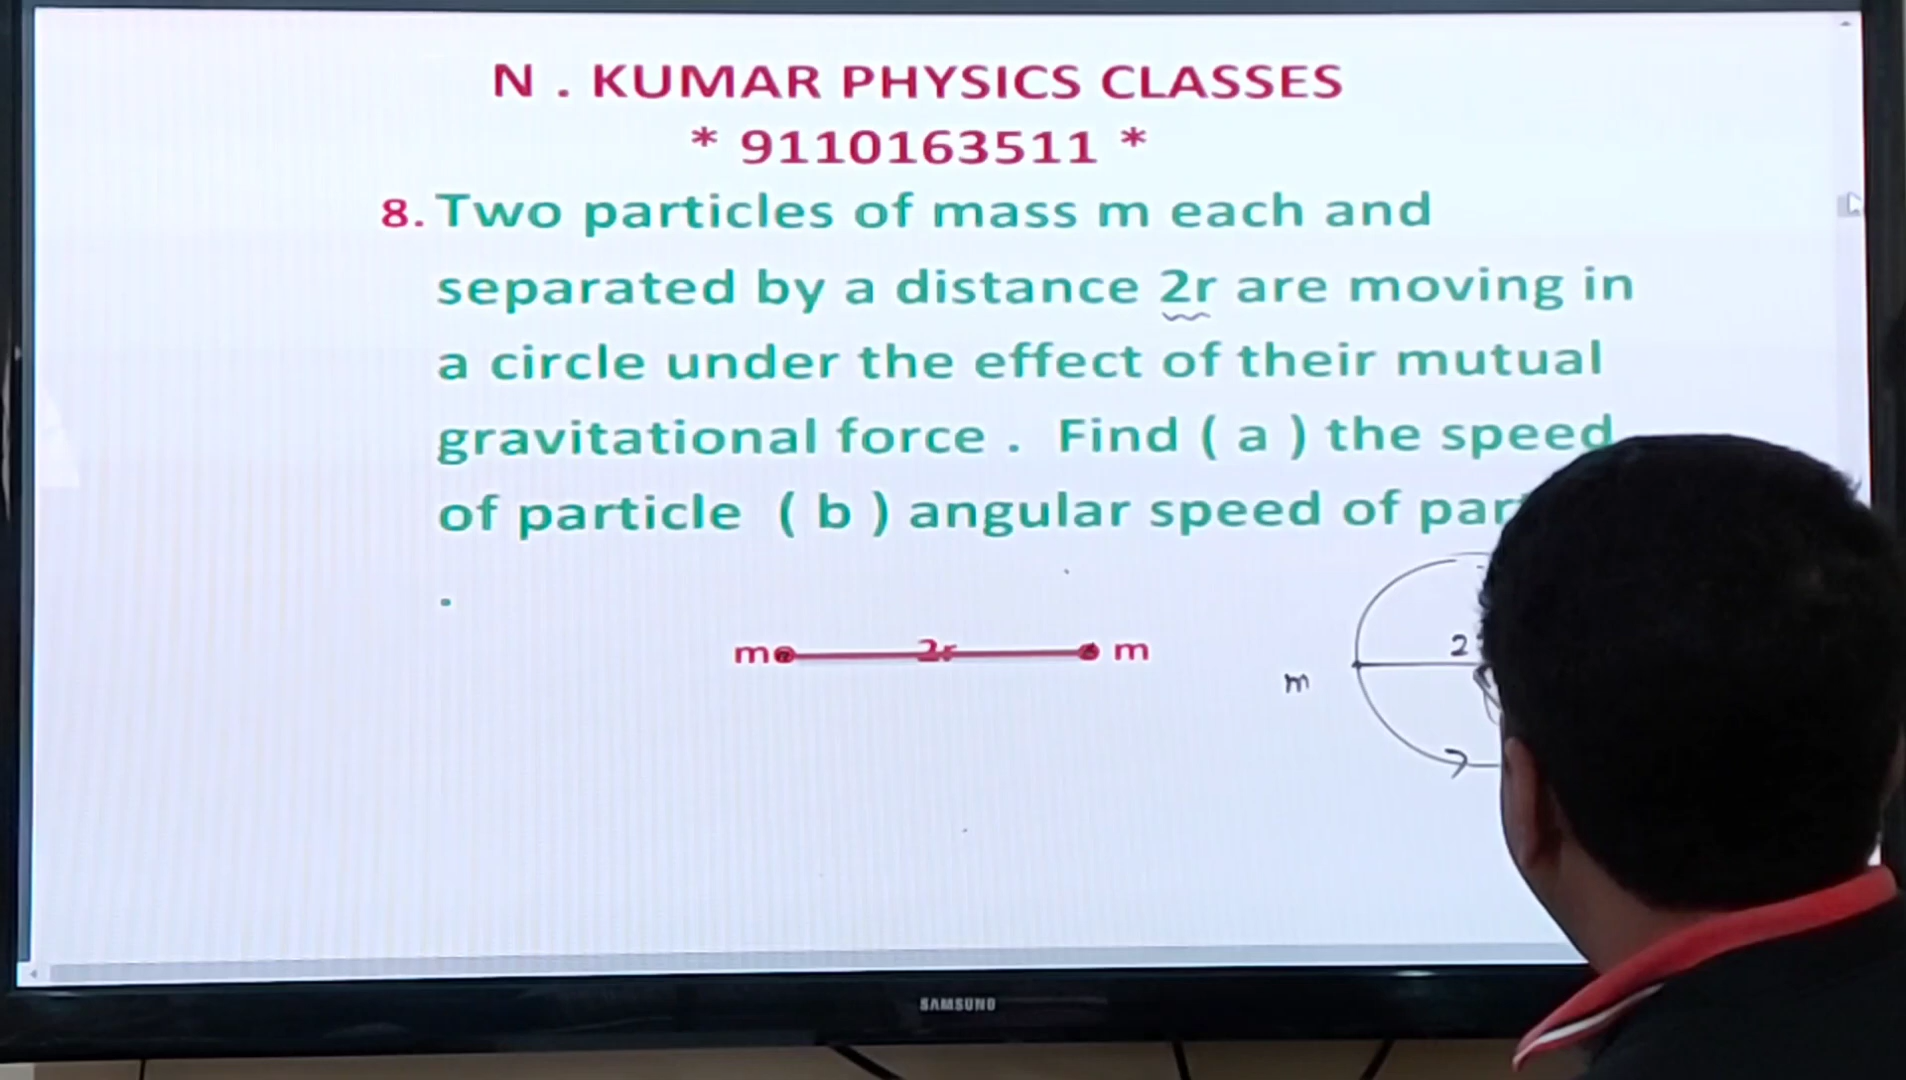 N . KUMAR PHYSICS CLASSES
* 9110163511 *
8. Two particles of mass m each and
separated by a distance 2r are moving in
a circle under the effect of their mutual
gravitational force . Find ( a ) the speed
of particle ( b ) angular speed of
.
m 2r m
2
m
SAMSUNG